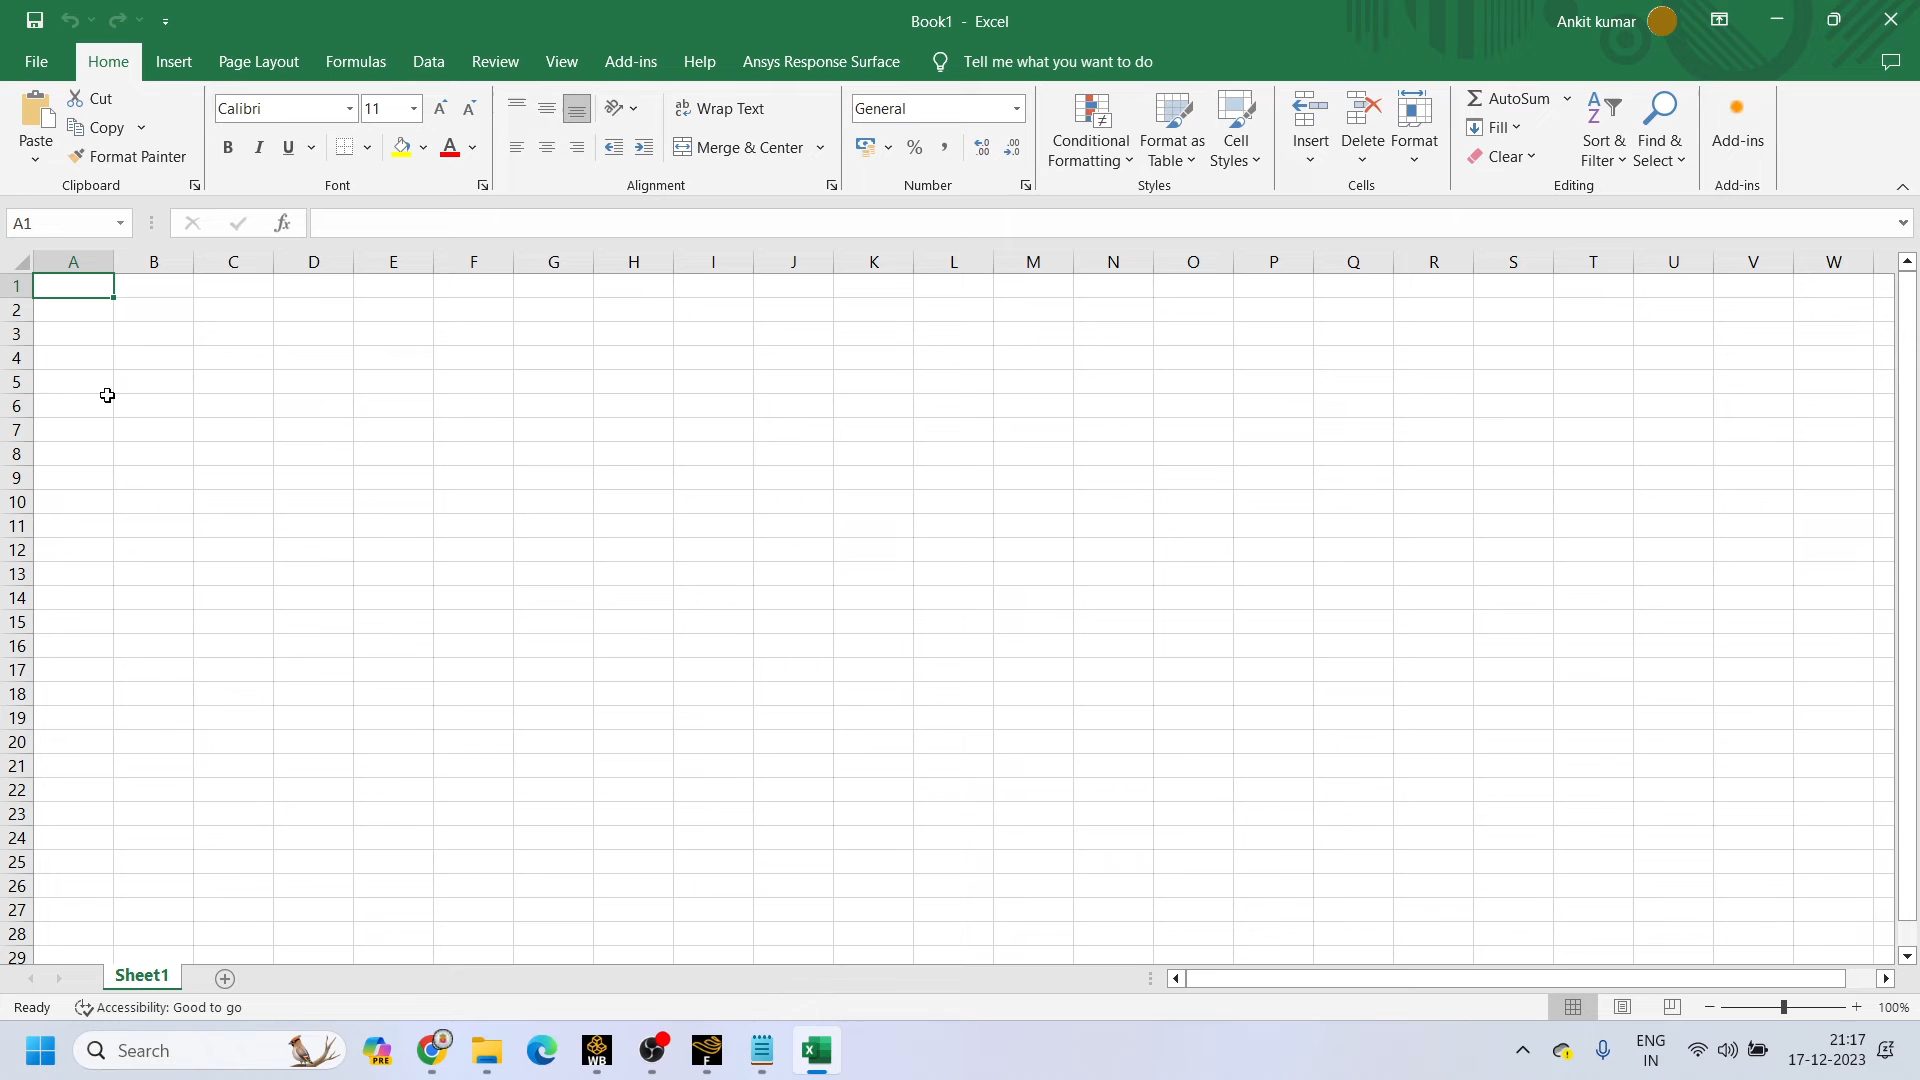 Book1 - Excel
Ankit kumar
File Home Insert Page Layout Formulas Data Review View Add-ins Help Ansys Response Surface Tell me what you want to do
Paste
Cut
Copy
Format Painter
Clipboard
Calibri 11
B I U
Font
Wrap Text
Merge & Center
Alignment
General
Number
Conditional Formatting
Format as Table
Cell Styles
Styles
Insert
Delete
Format
Cells
AutoSum
Fill
Clear
Sort & Filter
Find & Select
Editing
Add-ins
Add-ins
A1
fx
A B C D E F G H I J K L M N O P Q R S T U V W
1
2
3
4
5
6
7
8
9
10
11
12
13
14
15
16
17
18
19
20
21
22
23
24
25
26
27
28
29
Sheet1
Ready Accessibility: Good to go
100%
Search
PRE
WB
F
ENG
IN
21:17
17-12-2023